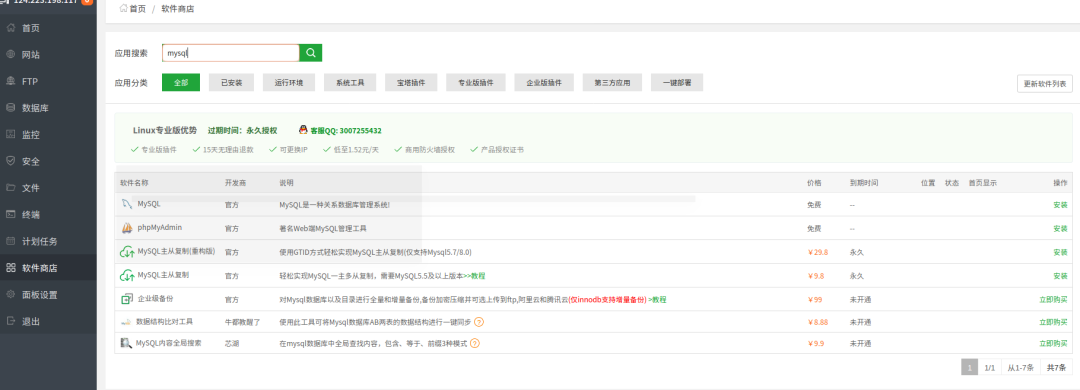 124.223.198.117
首页 / 软件商店
首页
网站
FTP
数据库
监控
安全
文件
终端
计划任务
软件商店
面板设置
退出
应用搜索 mysql
应用分类 全部 已安装 运行环境 系统工具 宝塔插件 专业版插件 企业版插件 第三方应用 一键部署 更新软件列表
Linux专业版优势 过期时间：永久授权 客服QQ: 3007255432
专业版插件 15天无理由退款 可更换IP 低至1.52元/天 商用防火墙授权 产品授权证书
软件名称 开发商 说明 价格 到期时间 位置 状态 首页显示 操作
MySQL 官方 MySQL是一种关系数据库管理系统! 免费 -- 安装
phpMyAdmin 官方 著名Web端MySQL管理工具 免费 -- 安装
MySQL主从复制(重构版) 官方 使用GTID方式轻松实现MySQL主从复制(仅支持Mysql5.7/8.0) ￥29.8 永久 安装
MySQL主从复制 官方 轻松实现MySQL一主多从复制，需要MySQL5.5及以上版本>>教程 ￥9.8 永久 安装
企业级备份 官方 对Mysql数据库以及目录进行全量和增量备份,备份加密压缩并可选上传到ftp,阿里云和腾讯云(仅innodb支持增量备份) >教程 ￥99 未开通 立即购买
数据结构比对工具 牛都教醒了 使用此工具可将Mysql数据库AB两表的数据结构进行一键同步 ? ￥8.88 未开通 立即购买
MySQL内容全局搜索 芯湖 在mysql数据库中全局查找内容，包含、等于、前缀3种模式 ? ￥9.9 未开通 立即购买
1 1/1 从1-7条 共7条